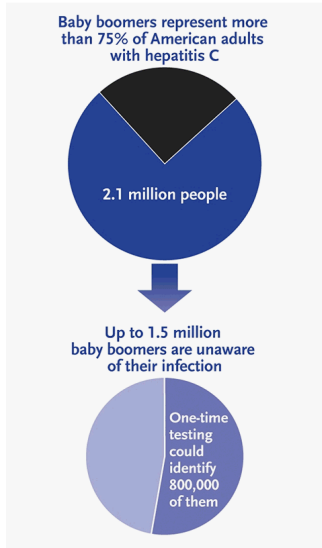 Baby boomers represent more
than 75% of American adults
with hepatitis C
2.1 million people
Up to 1.5 million
baby boomers are unaware
of their infection
One-time
testing
could
identify
800,000
of them